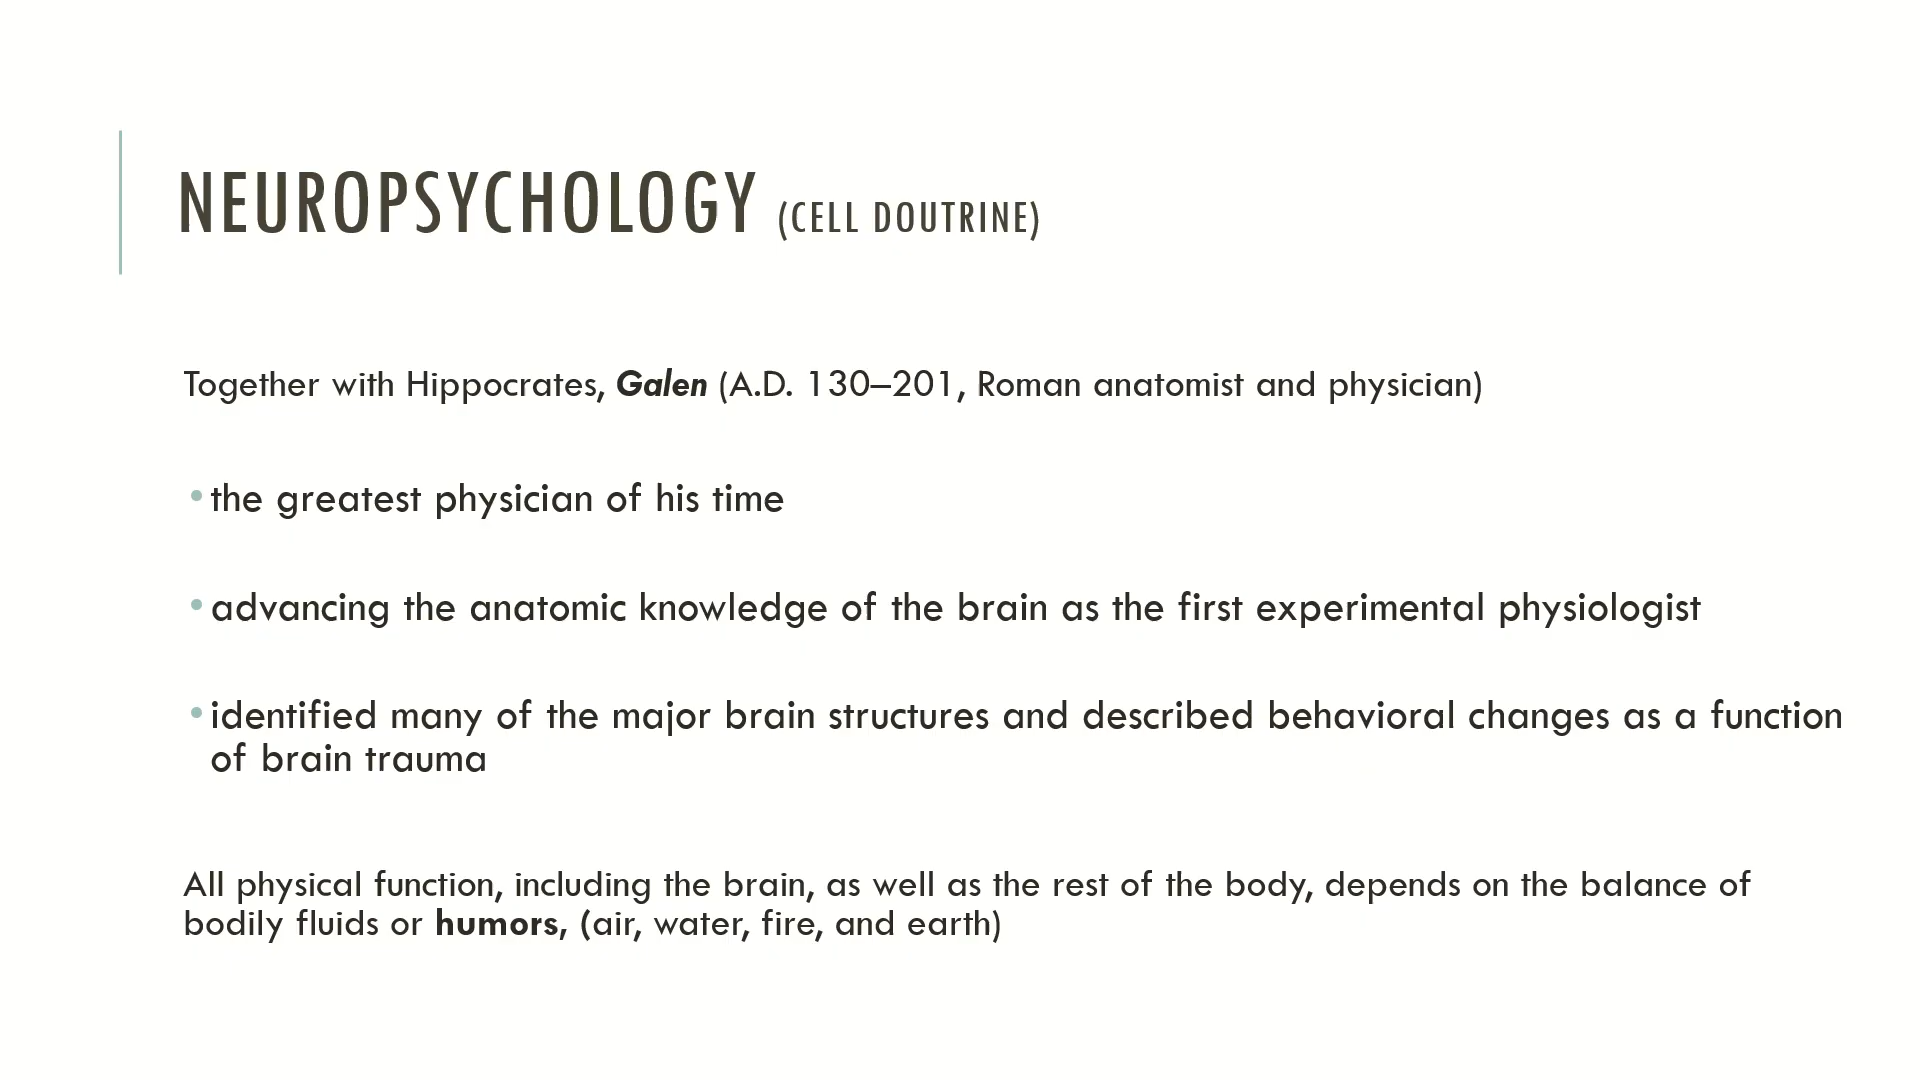 NEUROPSYCHOLOGY (CELL DOUTRINE)
Together with Hippocrates, Galen (A.D. 130–201, Roman anatomist and physician)
• the greatest physician of his time
• advancing the anatomic knowledge of the brain as the first experimental physiologist
• identified many of the major brain structures and described behavioral changes as a function
of brain trauma
All physical function, including the brain, as well as the rest of the body, depends on the balance of
bodily fluids or humors, (air, water, fire, and earth)